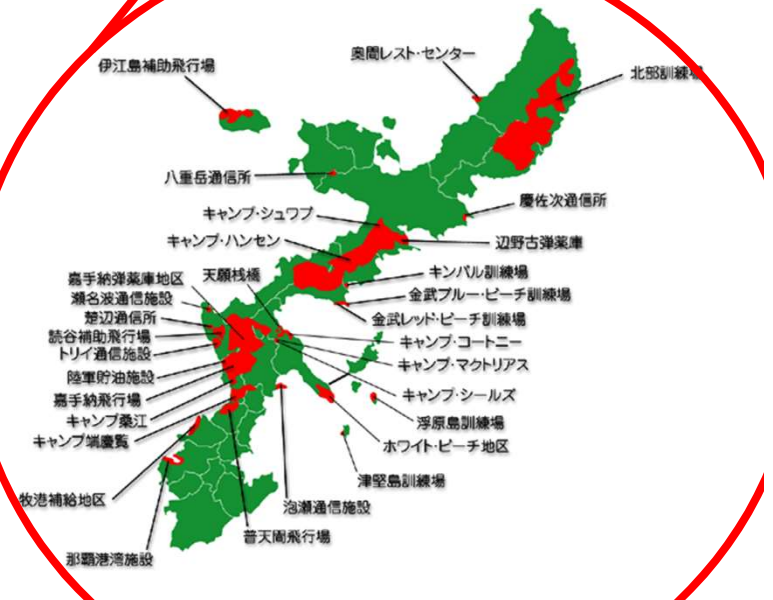 伊江島補助飛行場
奥間レスト・センター
北部訓練場
八重岳通信所
慶佐次通信所
キャンプ・シュワブ
キャンプ・ハンセン
辺野古弾薬庫
嘉手納弾薬庫地区
天願桟橋
キンバル訓練場
瀬名波通信施設
金武ブルー・ビーチ訓練場
楚辺通信所
金武レッド・ビーチ訓練場
読谷補助飛行場
キャンプ・コートニー
トリイ通信施設
キャンプ・マクトリアス
陸軍貯油施設
キャンプ・シールズ
嘉手納飛行場
キャンプ桑江
浮原島訓練場
キャンプ瑞慶覧
ホワイト・ビーチ地区
津堅島訓練場
牧港補給地区
泡瀬通信施設
普天間飛行場
那覇港湾施設